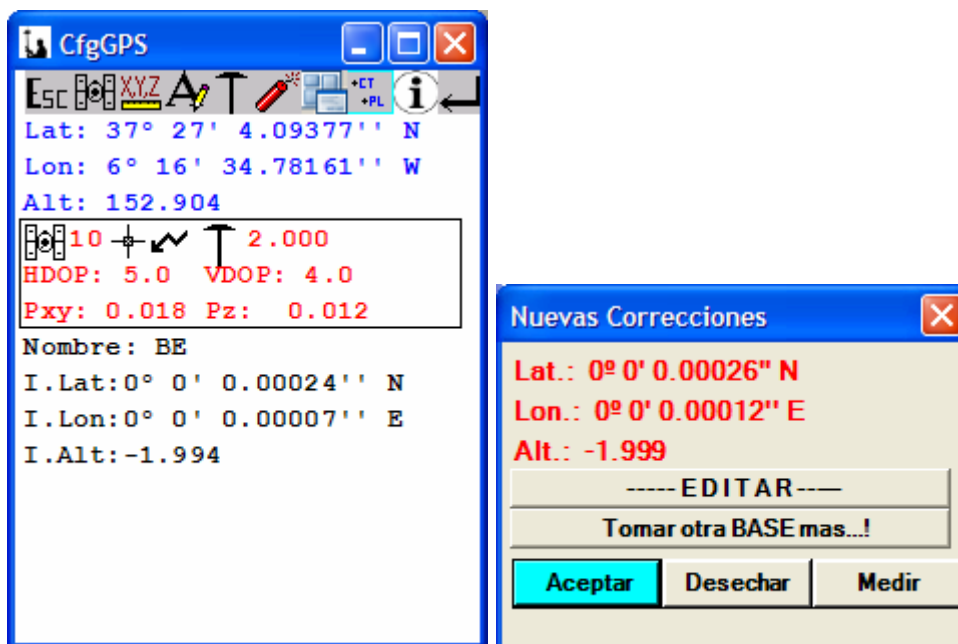 CfgGPS
Esc X,Y,Z A +CT +PL i
Lat: 37° 27' 4.09377'' N
Lon: 6° 16' 34.78161'' W
Alt: 152.904
10 2.000
HDOP: 5.0 VDOP: 4.0
Pxy: 0.018 Pz: 0.012
Nombre: BE
I.Lat:0° 0' 0.00024'' N
I.Lon:0° 0' 0.00007'' E
I.Alt:-1.994
Nuevas Correcciones
Lat.: 0º 0' 0.00026'' N
Lon.: 0º 0' 0.00012'' E
Alt.: -1.999
-----EDITAR-----
Tomar otra BASE mas...!
Aceptar Desechar Medir